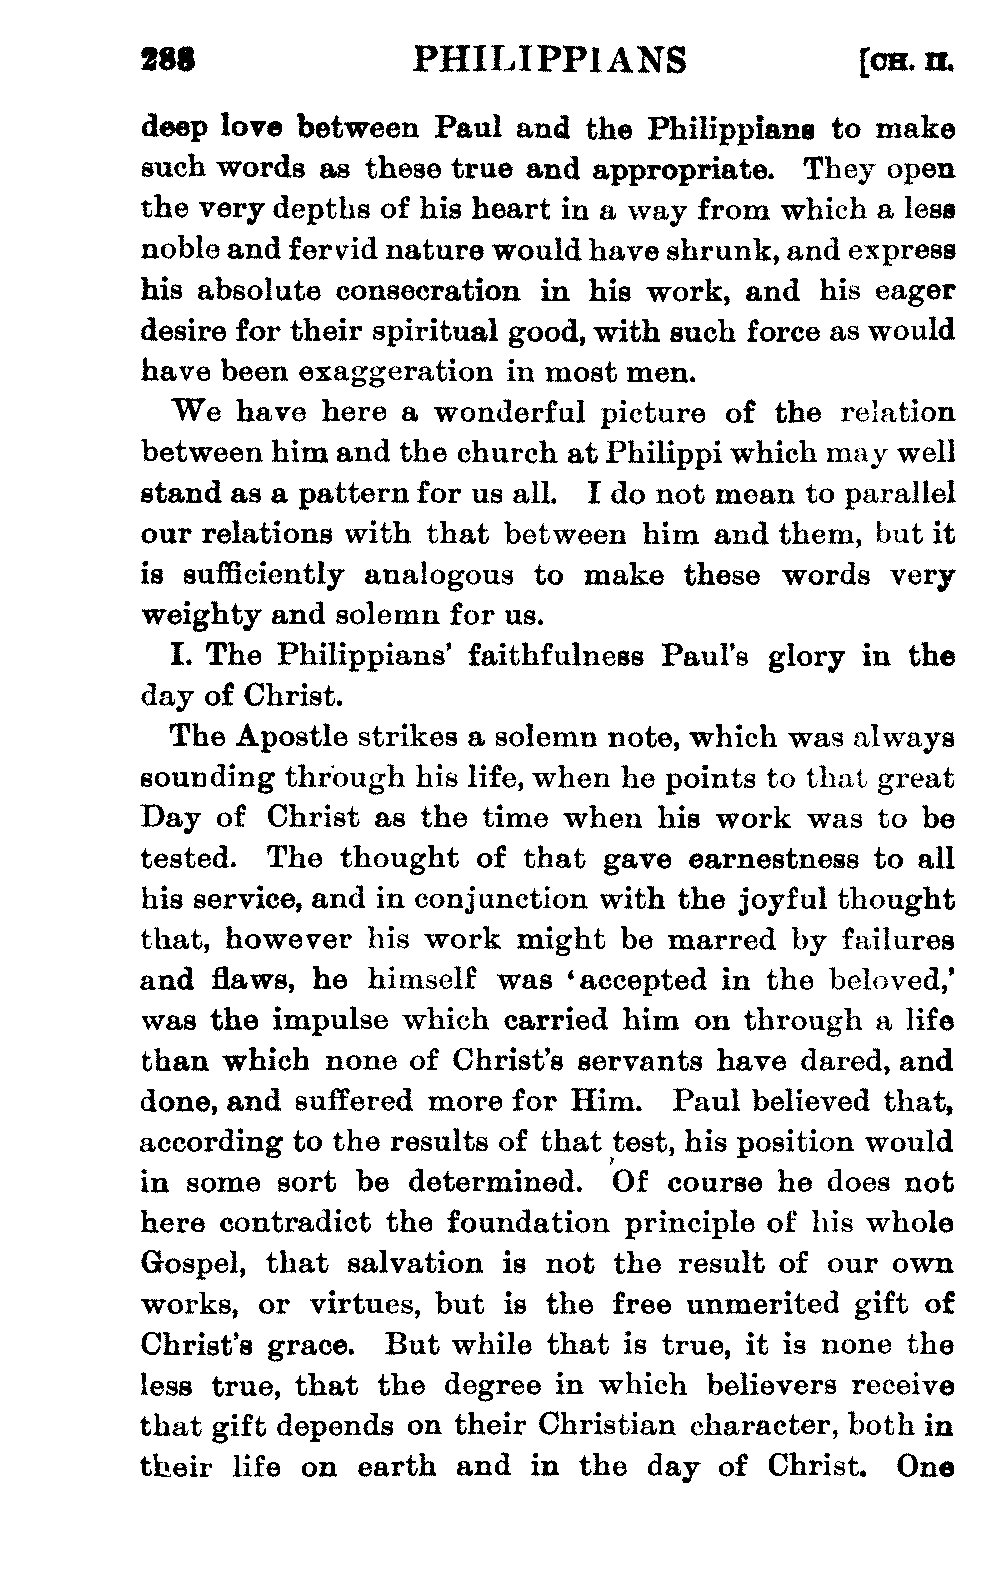 288 PHILIPPIANS [CH. II.
deep love between Paul and the Philippians to make
such words as these true and appropriate. They open
the very depths of his heart in a way from which a less
noble and fervid nature would have shrunk, and express
his absolute consecration in his work, and his eager
desire for their spiritual good, with such force as would
have been exaggeration in most men.
We have here a wonderful picture of the relation
between him and the church at Philippi which may well
stand as a pattern for us all. I do not mean to parallel
our relations with that between him and them, but it
is sufficiently analogous to make these words very
weighty and solemn for us.
I. The Philippians' faithfulness Paul's glory in the
day of Christ.
The Apostle strikes a solemn note, which was always
sounding through his life, when he points to that great
Day of Christ as the time when his work was to be
tested. The thought of that gave earnestness to all
his service, and in conjunction with the joyful thought
that, however his work might be marred by failures
and flaws, he himself was 'accepted in the beloved,'
was the impulse which carried him on through a life
than which none of Christ's servants have dared, and
done, and suffered more for Him. Paul believed that,
according to the results of that test, his position would
in some sort be determined. Of course he does not
here contradict the foundation principle of his whole
Gospel, that salvation is not the result of our own
works, or virtues, but is the free unmerited gift of
Christ's grace. But while that is true, it is none the
less true, that the degree in which believers receive
that gift depends on their Christian character, both in
their life on earth and in the day of Christ. One